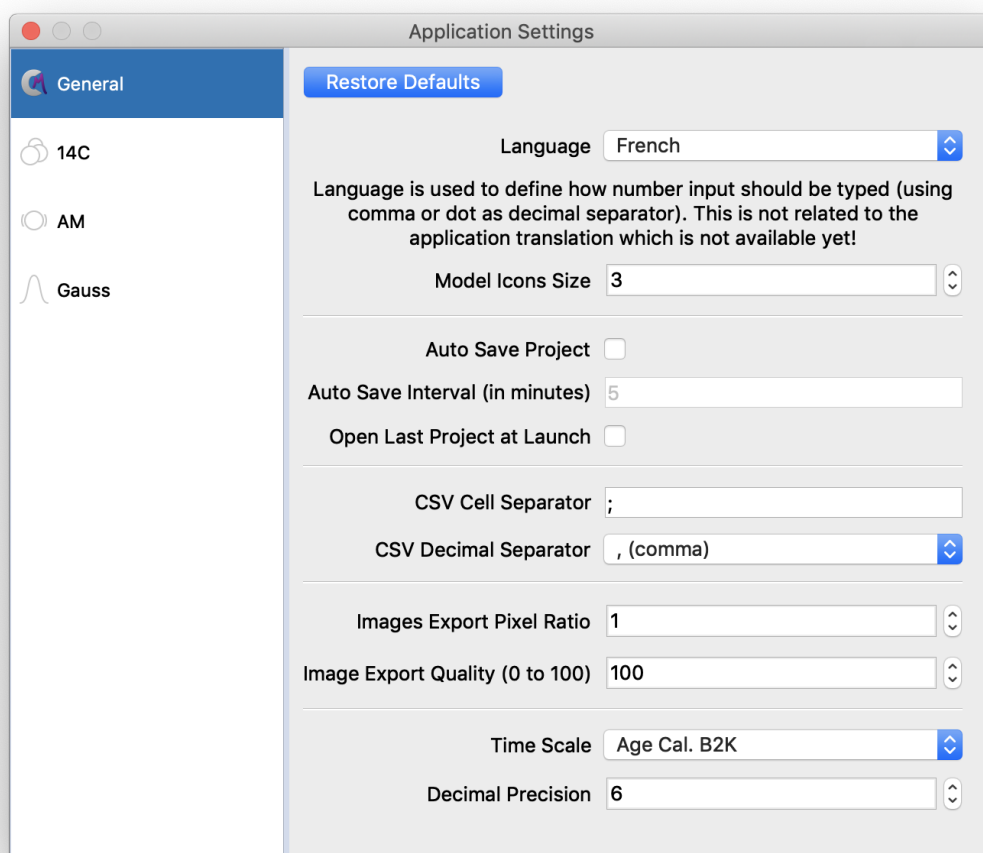 Application Settings
General
14C
AM
Gauss
Restore Defaults
Language French
Language is used to define how number input should be typed (using
comma or dot as decimal separator). This is not related to the
application translation which is not available yet!
Model Icons Size 3
Auto Save Project
Auto Save Interval (in minutes) 5
Open Last Project at Launch
CSV Cell Separator ;
CSV Decimal Separator , (comma)
Images Export Pixel Ratio 1
Image Export Quality (0 to 100) 100
Time Scale Age Cal. B2K
Decimal Precision 6